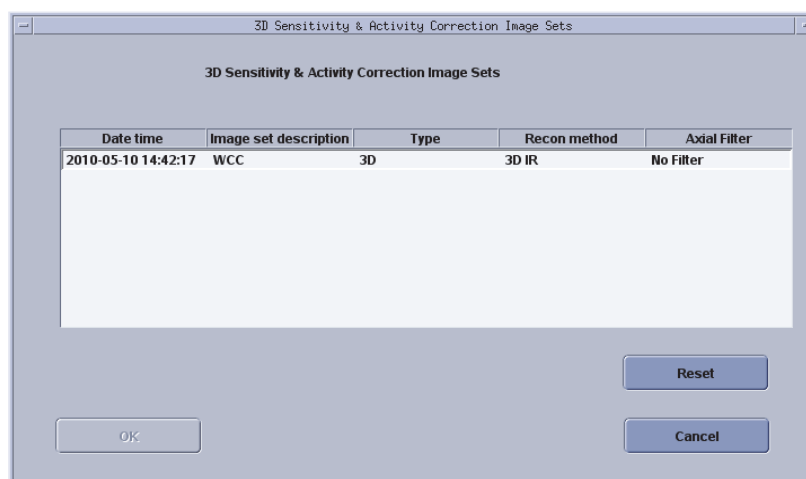 3D Sensitivity & Activity Correction Image Sets
3D Sensitivity & Activity Correction Image Sets
Date time Image set description Type Recon method Axial Filter
2010-05-10 14:42:17 WCC 3D 3D IR No Filter
Reset
OK Cancel